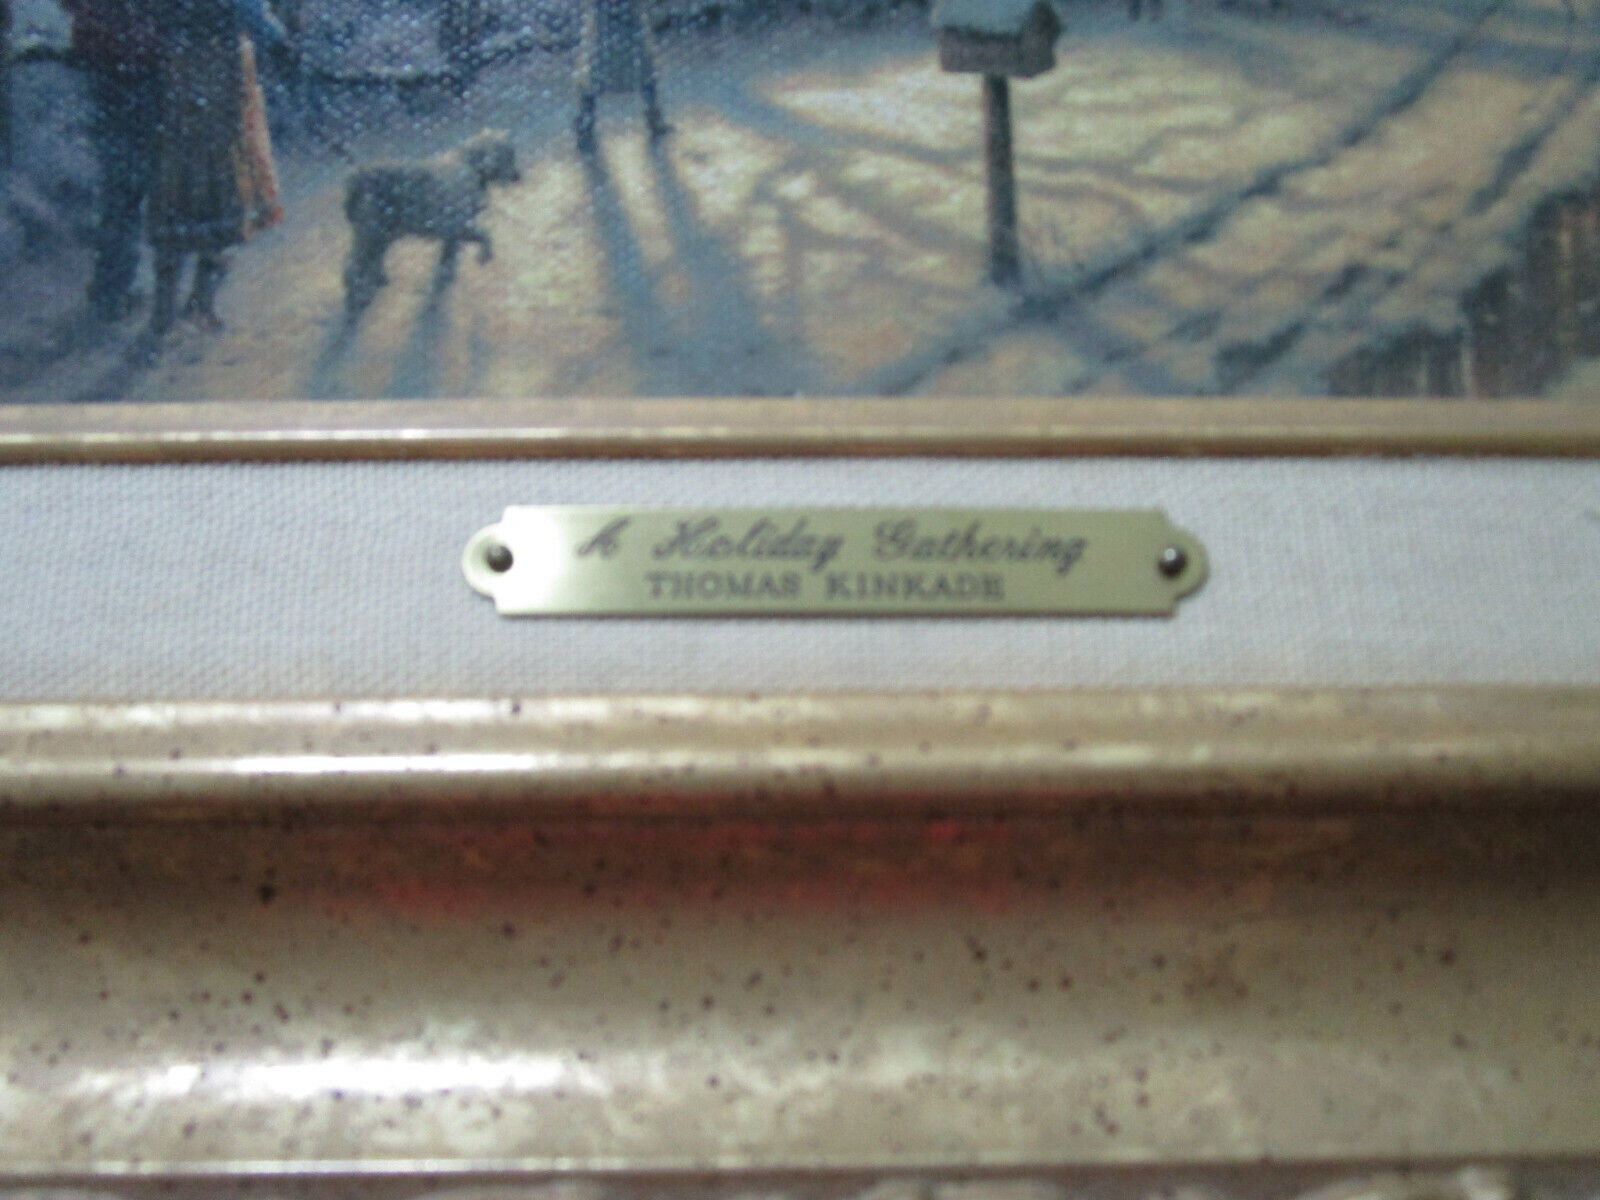 A Holiday Gathering
THOMAS KINKADE